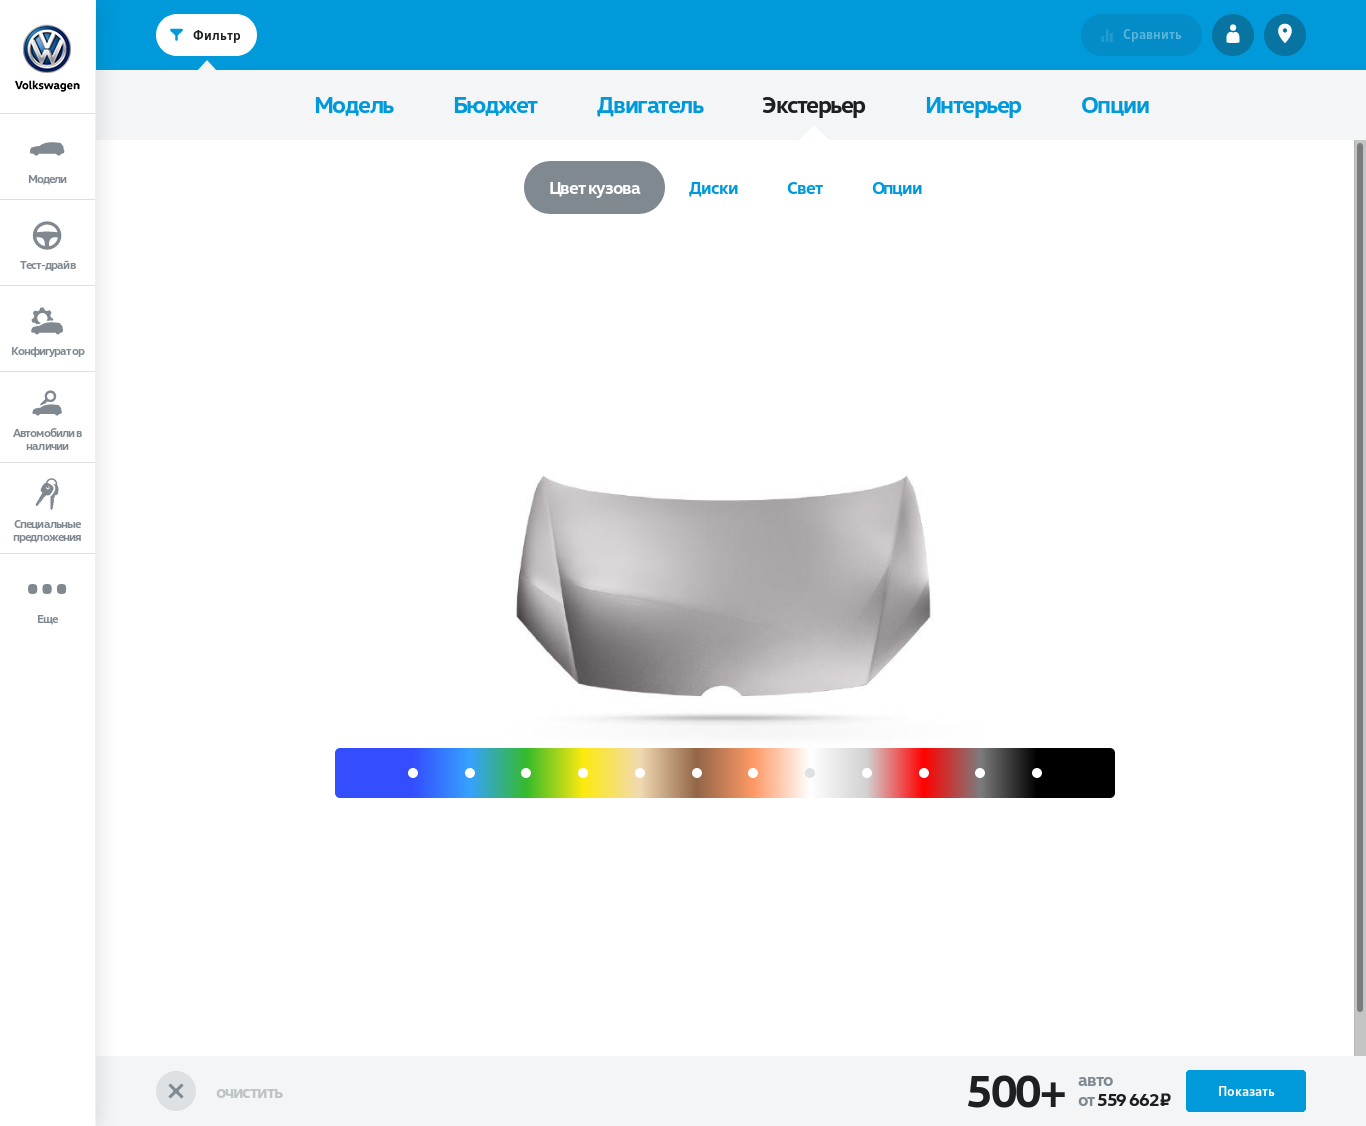 Volkswagen
Модели
Тест-драйв
Конфигуратор
Автомобили в
наличии
Специальные
предложения
Еще
Фильтр
Сравнить
Модель Бюджет Двигатель Экстерьер Интерьер Опции
Цвет кузова Диски Свет Опции
ОЧИСТИТЬ
500+
авто
от 559 662₽
Показать